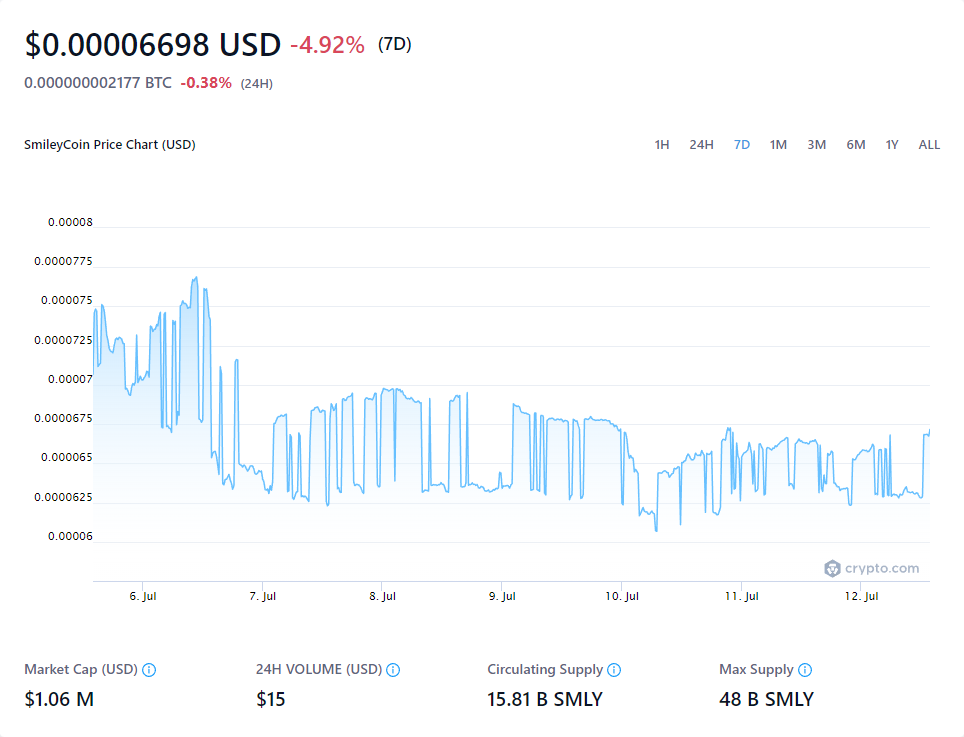 $0.00006698 USD -4.92% (7D)
0.000000002177 BTC -0.38% (24H)
SmileyCoin Price Chart (USD) 1H 24H 7D 1M 3M 6M 1Y ALL
0.00008
0.0000775
0.000075
0.0000725
0.00007
0.0000675
0.000065
0.0000625
0.00006
crypto.com
6. Jul 7. Jul 8. Jul 9. Jul 10. Jul 11. Jul 12. Jul
Market Cap (USD) 24H VOLUME (USD) Circulating Supply Max Supply
$1.06 M $15 15.81 B SMLY 48 B SMLY